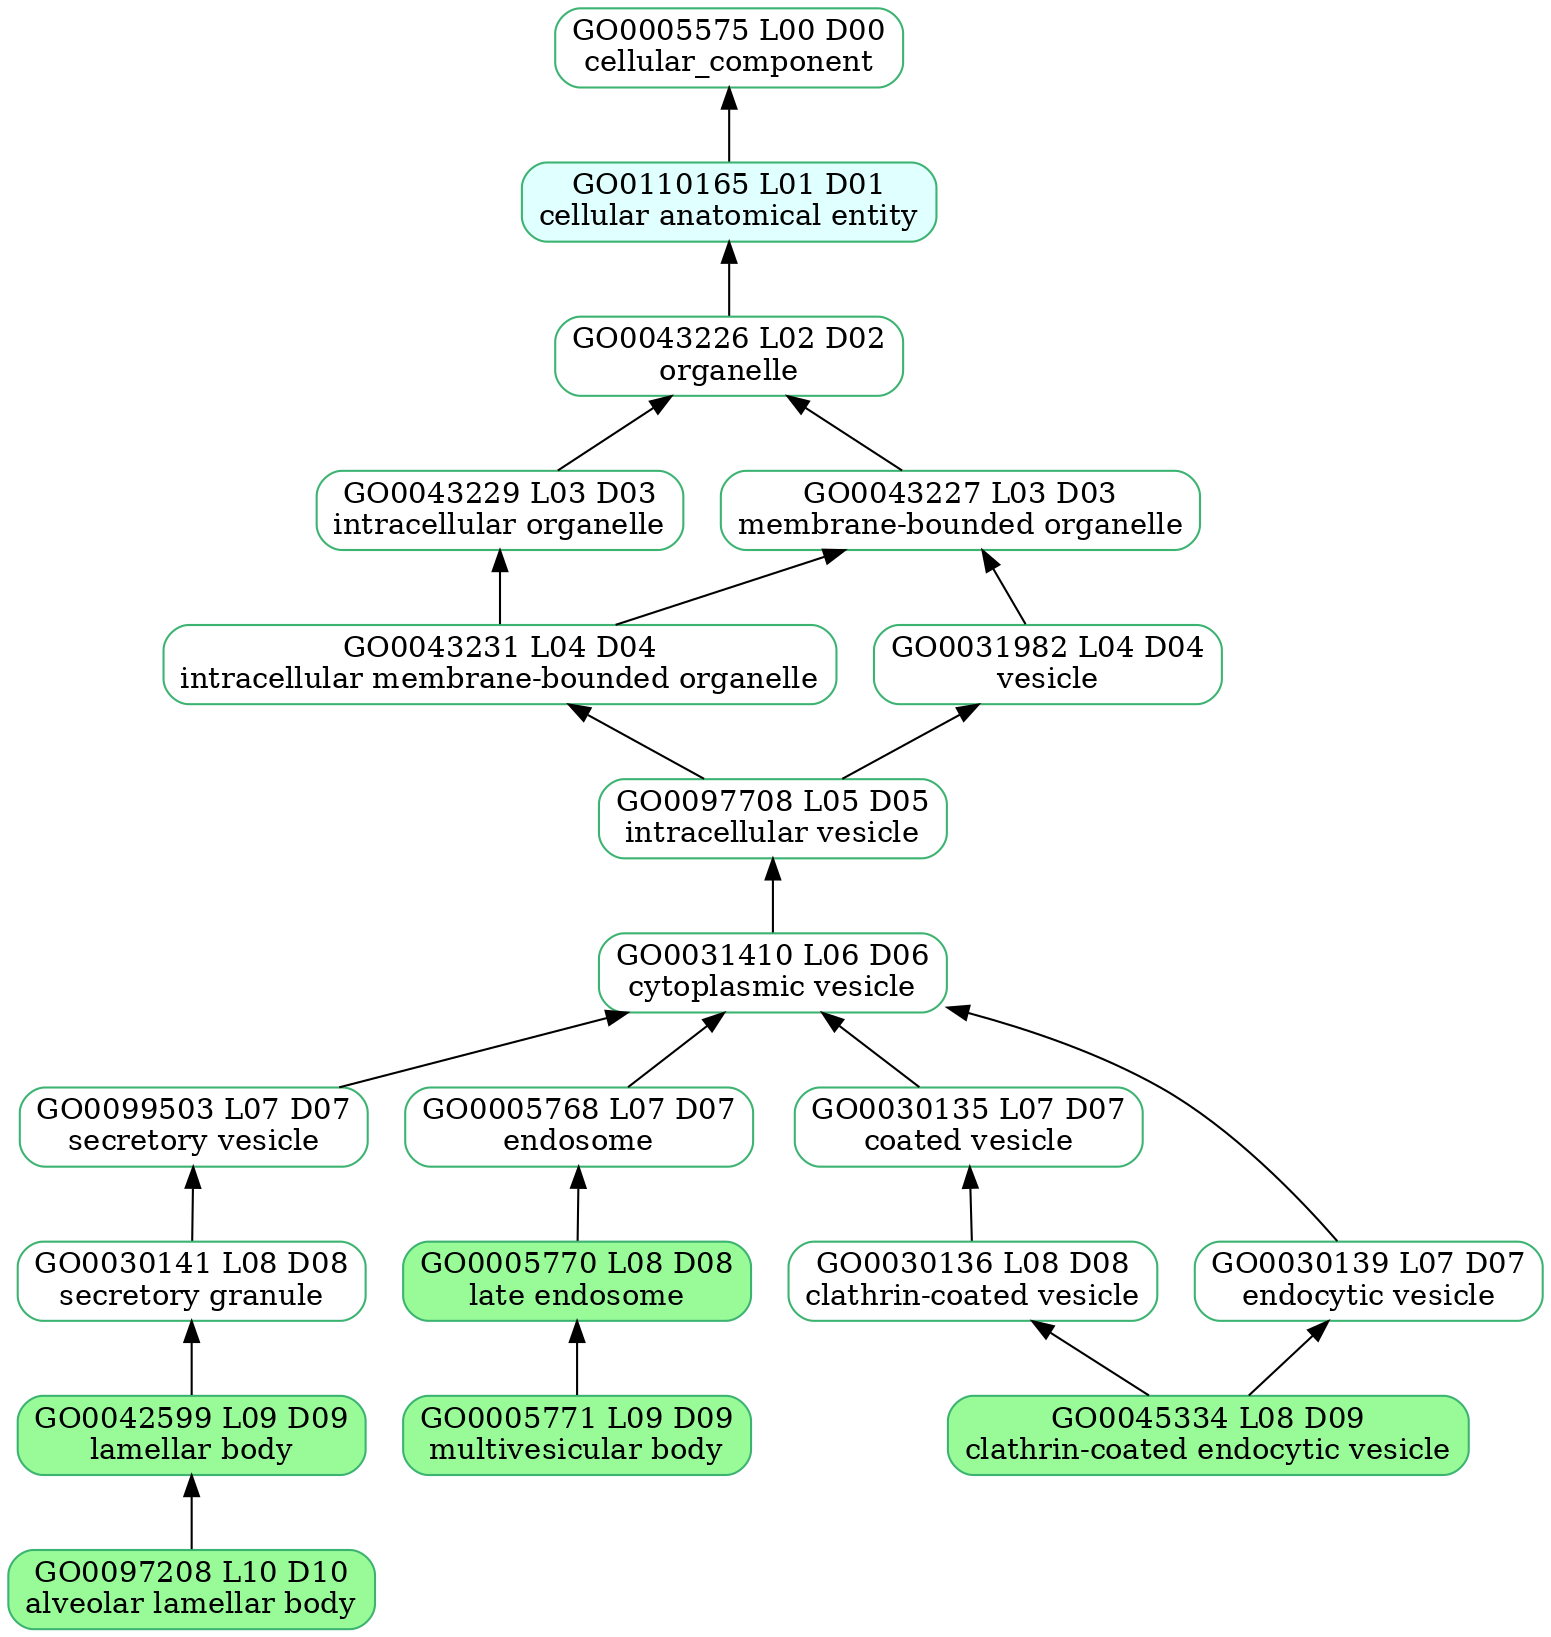 GO0005575 L00 D00
cellular_component
GO0110165 L01 D01
cellular anatomical entity
GO0043226 L02 D02
organelle
GO0043229 L03 D03
intracellular organelle
GO0043227 L03 D03
membrane-bounded organelle
GO0043231 L04 D04
intracellular membrane-bounded organelle
GO0031982 L04 D04
vesicle
GO0097708 L05 D05
intracellular vesicle
GO0031410 L06 D06
cytoplasmic vesicle
GO0099503 L07 D07
secretory vesicle
GO0005768 L07 D07
endosome
GO0030135 L07 D07
coated vesicle
GO0030141 L08 D08
secretory granule
GO0005770 L08 D08
late endosome
GO0030136 L08 D08
clathrin-coated vesicle
GO0030139 L07 D07
endocytic vesicle
GO0042599 L09 D09
lamellar body
GO0005771 L09 D09
multivesicular body
GO0045334 L08 D09
clathrin-coated endocytic vesicle
GO0097208 L10 D10
alveolar lamellar body